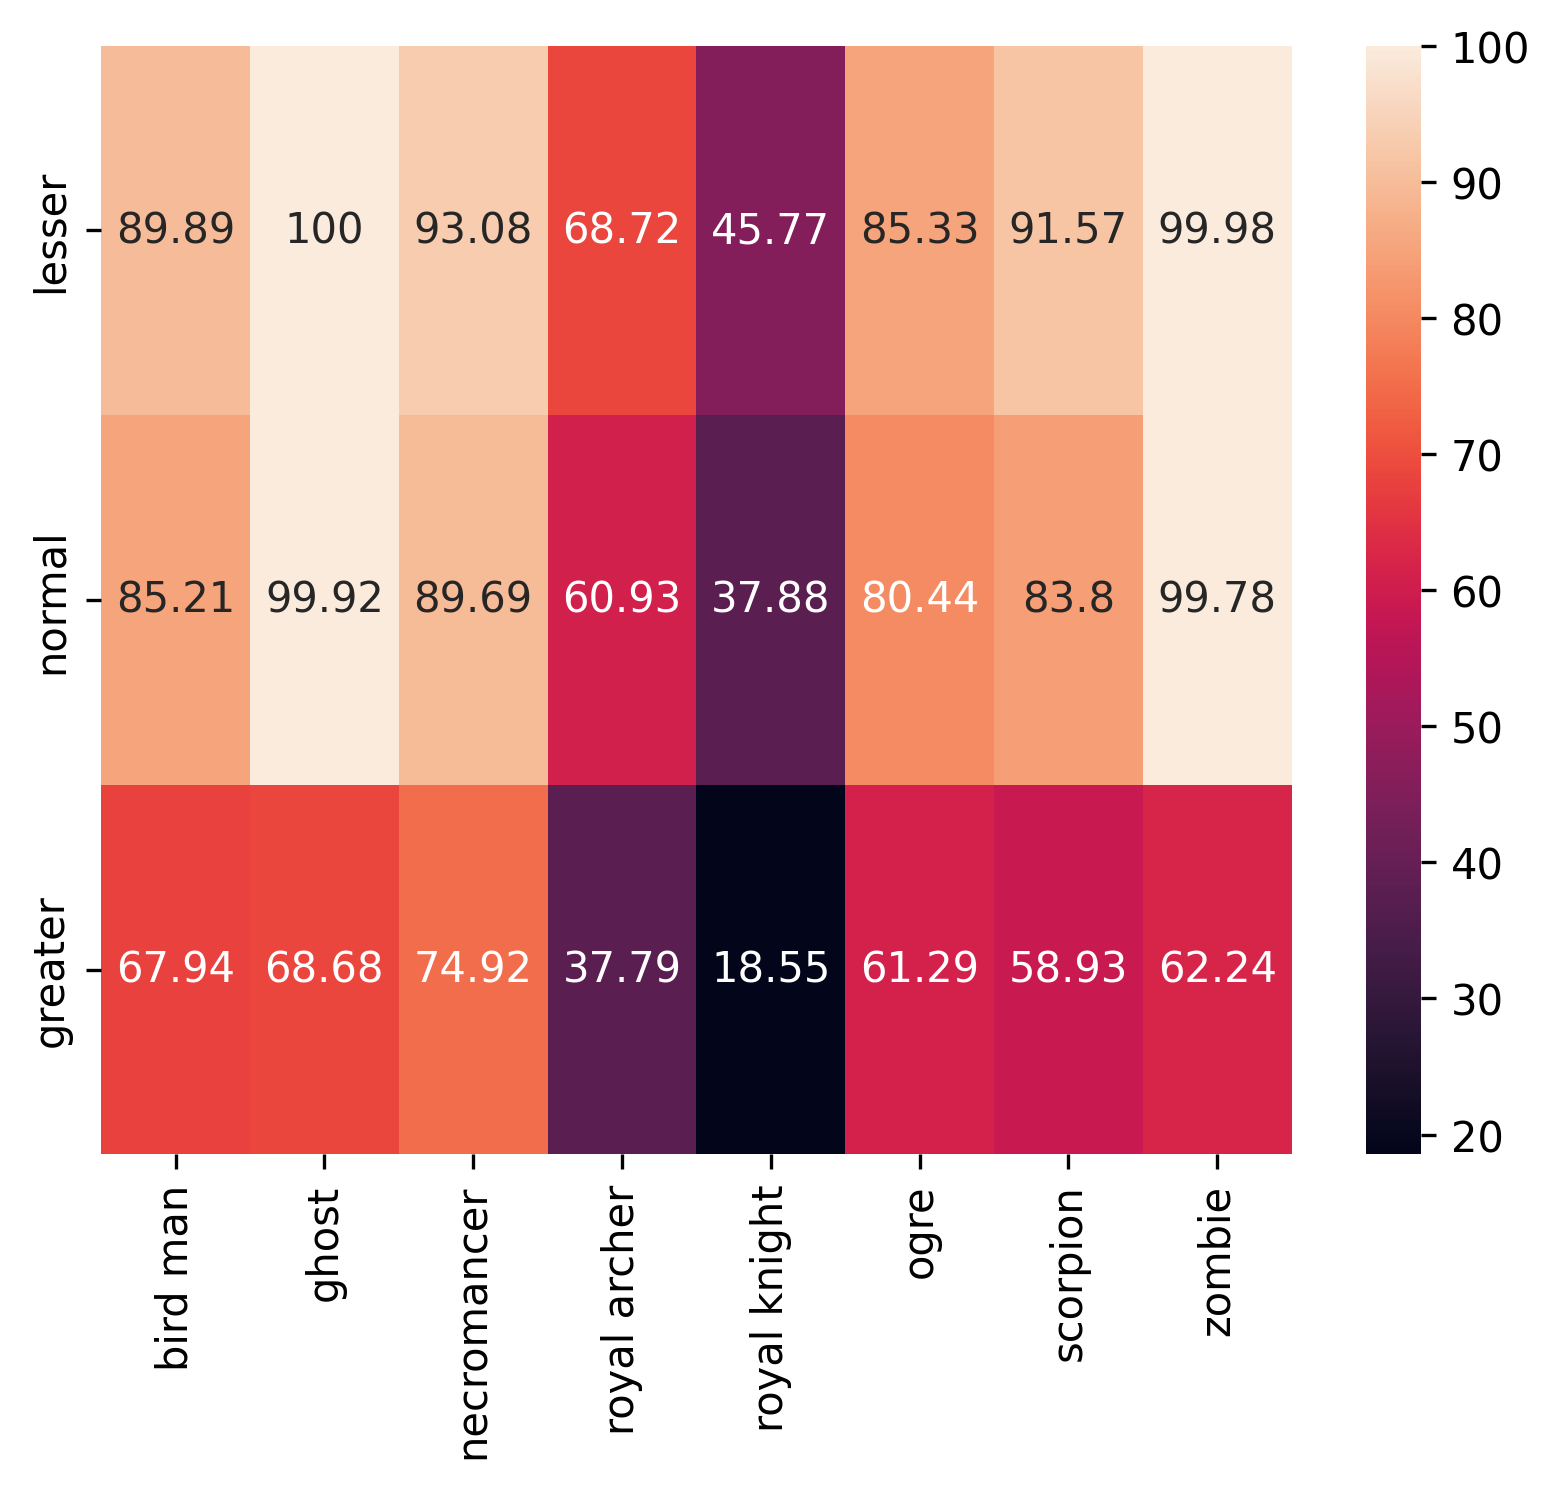 lesser 89.89 100 93.08 68.72 45.77 85.33 91.57 99.98
normal 85.21 99.92 89.69 60.93 37.88 80.44 83.8 99.78
greater 67.94 68.68 74.92 37.79 18.55 61.29 58.93 62.24
bird man
ghost
necromancer
royal archer
royal knight
ogre
scorpion
zombie
100
90
80
70
60
50
40
30
20